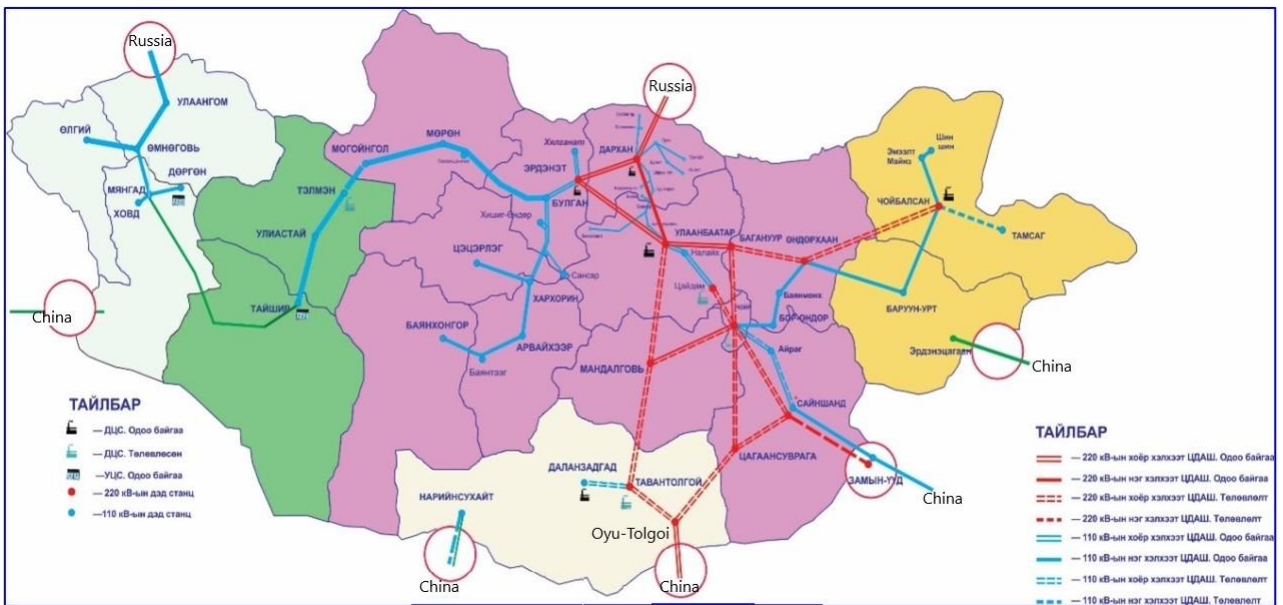 Russia
УЛААНГОМ
ӨЛГИЙ
ӨМНӨГОВЬ
ДӨРГӨН
МЯНГАД
ХОВД
China
МОГОЙНГОЛ
МӨРӨН
ТЭЛМЭН
УЛИАСТАЙ
ТАЙШИР
Russia
Хялганат
ЭРДЭНЭТ
ДАРХАН
БУЛГАН
Хишиг-Өндөр
ЦЭЦЭРЛЭГ
Сансар
ХАРХОРИН
БАЯНХОНГОР
АРВАЙХЭЭР
Баянтээг
УЛААНБААТАР
БАГАНУУР
ӨНДӨРХААН
Налайх
Цайдам
Баянмөнх
БОР-ӨНДӨР
Айраг
МАНДАЛГОВЬ
САЙНШАНД
ЦАГААНСУВРАГА
ЗАМЫН-ҮҮД
China
Шин
шин
Эмээлт
Майнз
ЧОЙБАЛСАН
ТАМСАГ
БАРУУН-УРТ
Эрдэнэцагаан
China
ДАЛАНЗАДГАД
ТАВАНТОЛГОЙ
НАРИЙНСУХАЙТ
Oyu-Tolgoi
China
China
ТАЙЛБАР
— ДЦС. Одоо байгаа
— ДЦС. Төлөвлөсөн
—УЦС. Одоо байгаа
— 220 кВ-ын дэд станц
—110 кВ-ын дэд станц
ТАЙЛБАР
— 220 кВ-ын хоёр хэлхээт ЦДАШ. Одоо байгаа
— 220 кВ-ын нэг хэлхээт ЦДАШ. Одоо байгаа
— 220 кВ-ын хоёр хэлхээт ЦДАШ. Төлөвлөлт
— 220 кВ-ын нэг хэлхээт ЦДАШ. Төлөвлөлт
— 110 кВ-ын хоёр хэлхээт ЦДАШ. Одоо байгаа
— 110 кВ-ын нэг хэлхээт ЦДАШ. Одоо байгаа
— 110 кВ-ын хоёр хэлхээт ЦДАШ. Төлөвлөлт
— 110 кВ-ын нэг хэлхээт ЦДАШ. Төлөвлөлт